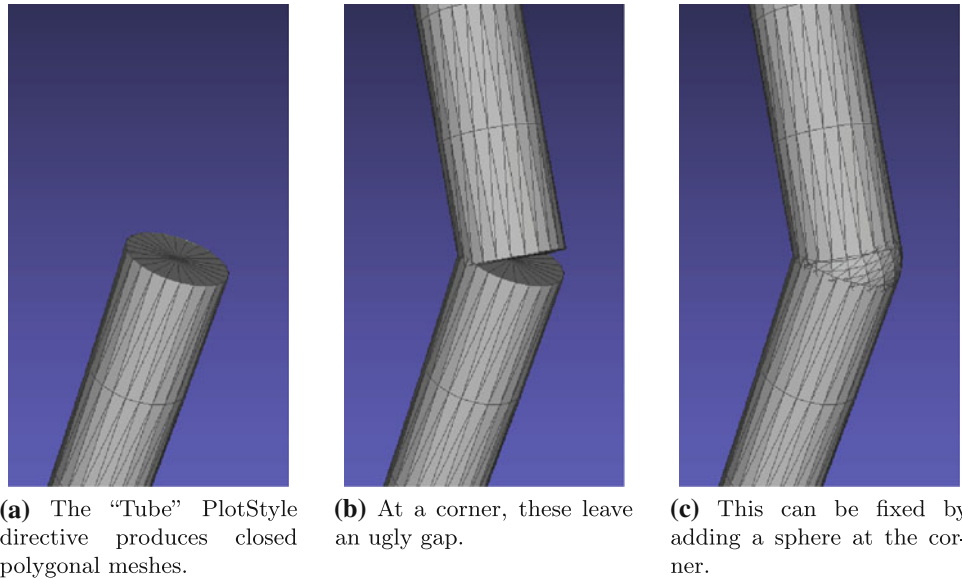 (a) The “Tube” PlotStyle
directive produces closed
polygonal meshes.
(b) At a corner, these leave
an ugly gap.
(c) This can be fixed by
adding a sphere at the cor-
ner.